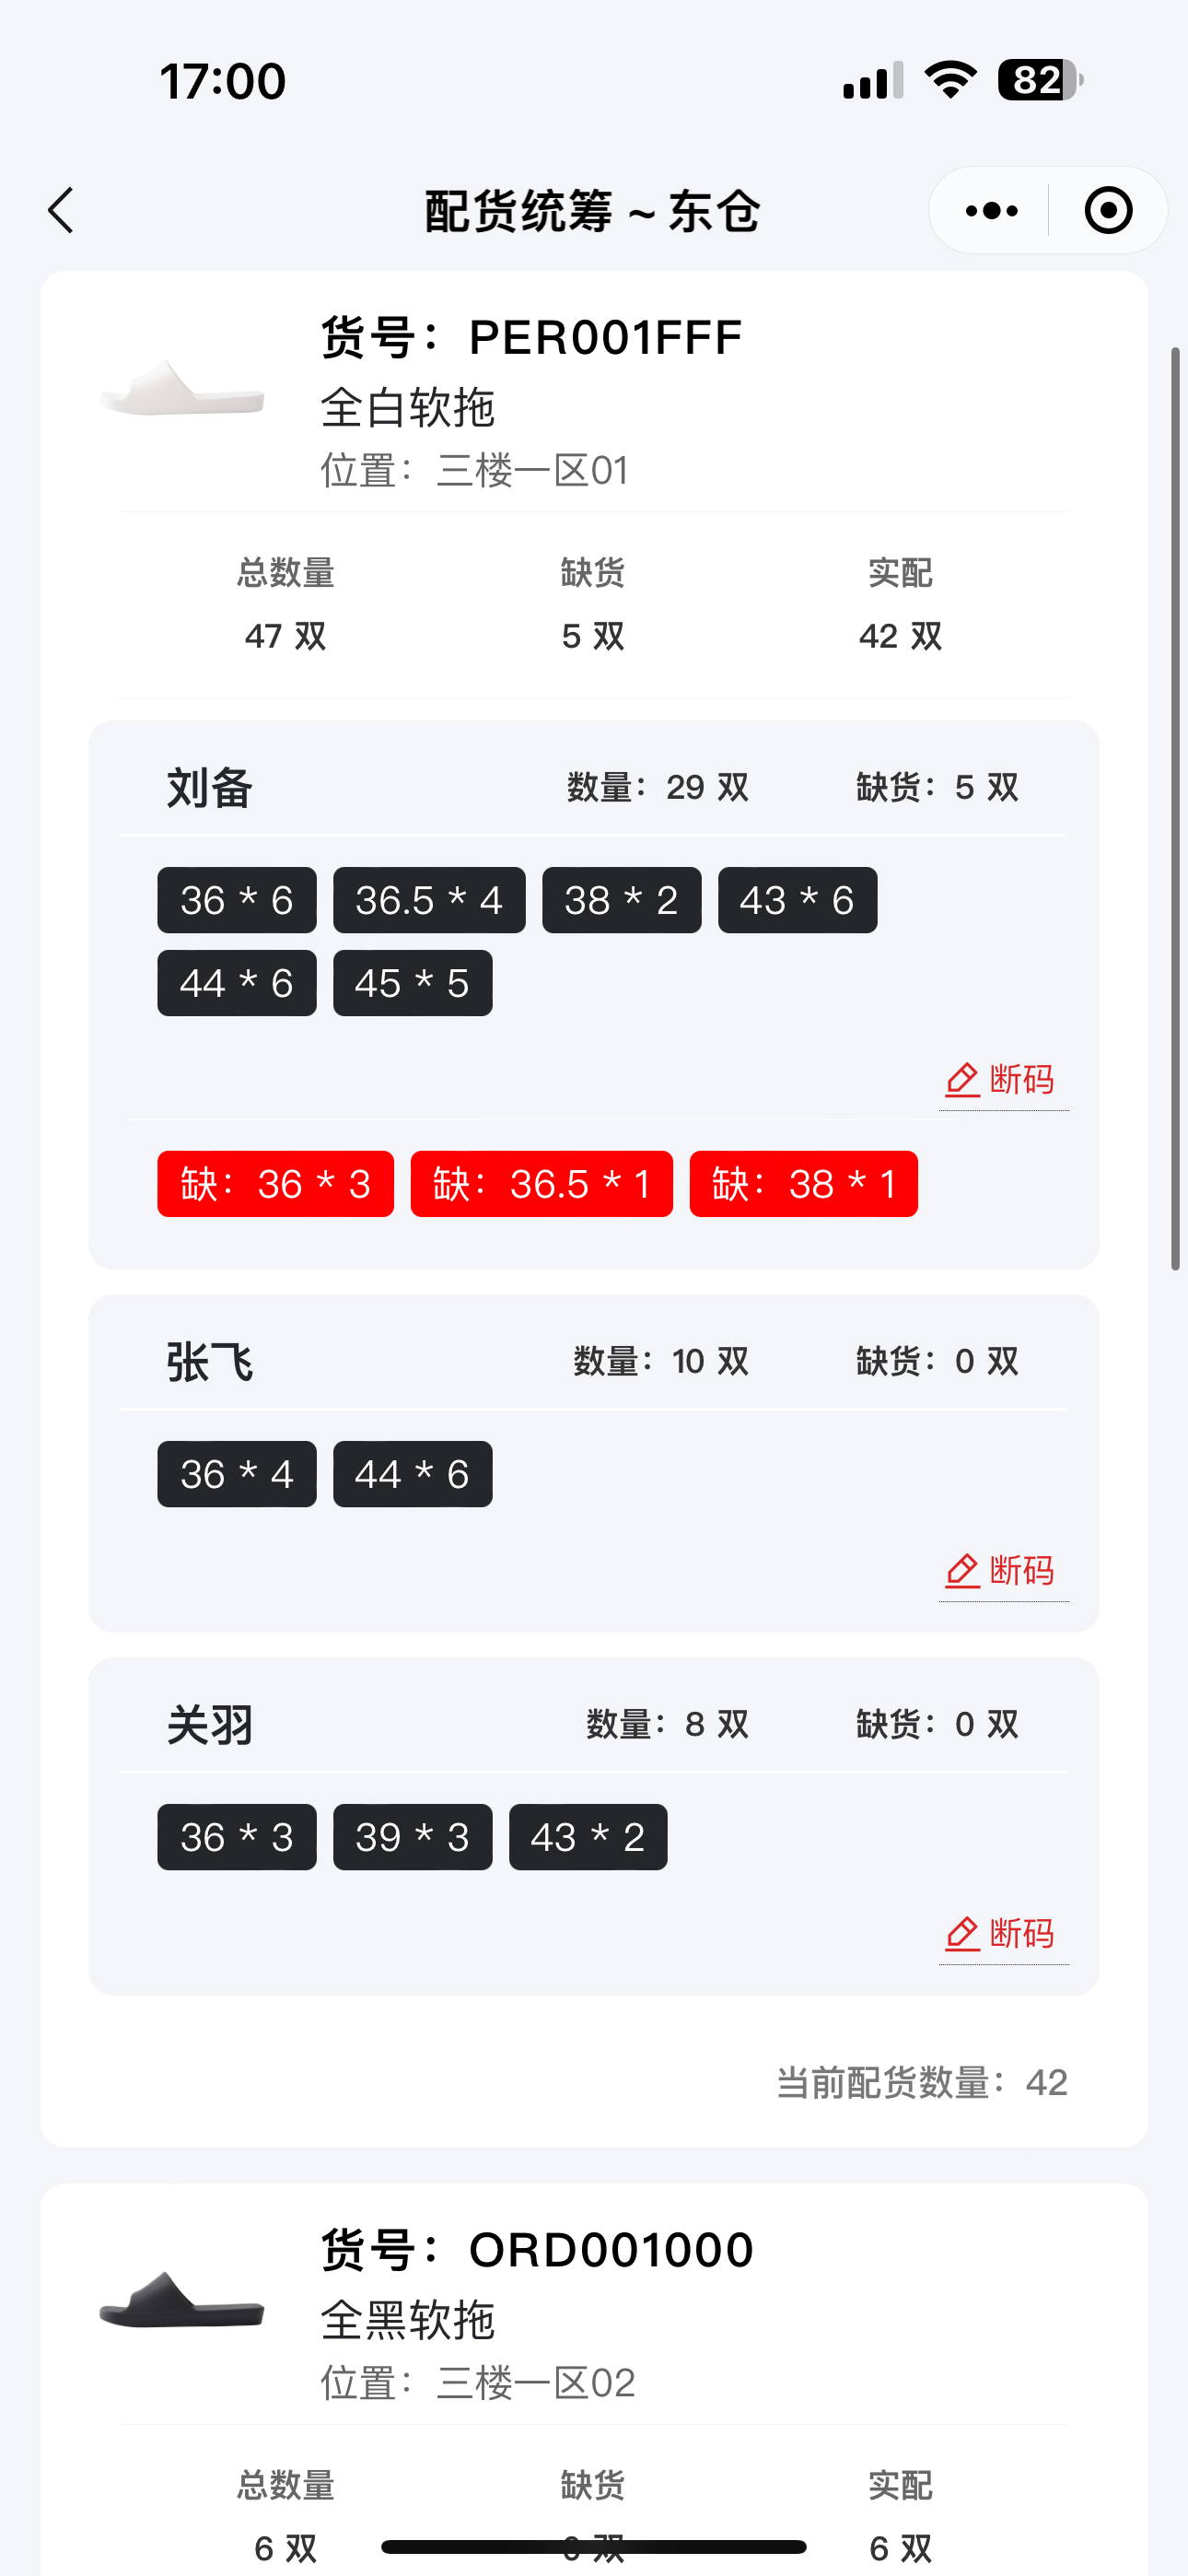 17:00
82
配货统筹 ~ 东仓
货号：PER001FFF
全白软拖
位置：三楼一区01
总数量 缺货 实配
47 双 5 双 42 双
刘备 数量：29 双 缺货：5 双
36 * 6 36.5 * 4 38 * 2 43 * 6
44 * 6 45 * 5
断码
缺：36 * 3 缺：36.5 * 1 缺：38 * 1
张飞 数量：10 双 缺货：0 双
36 * 4 44 * 6
断码
关羽 数量：8 双 缺货：0 双
36 * 3 39 * 3 43 * 2
断码
当前配货数量：42
货号：ORD001000
全黑软拖
位置：三楼一区02
总数量 缺货 实配
6 双 0 双 6 双